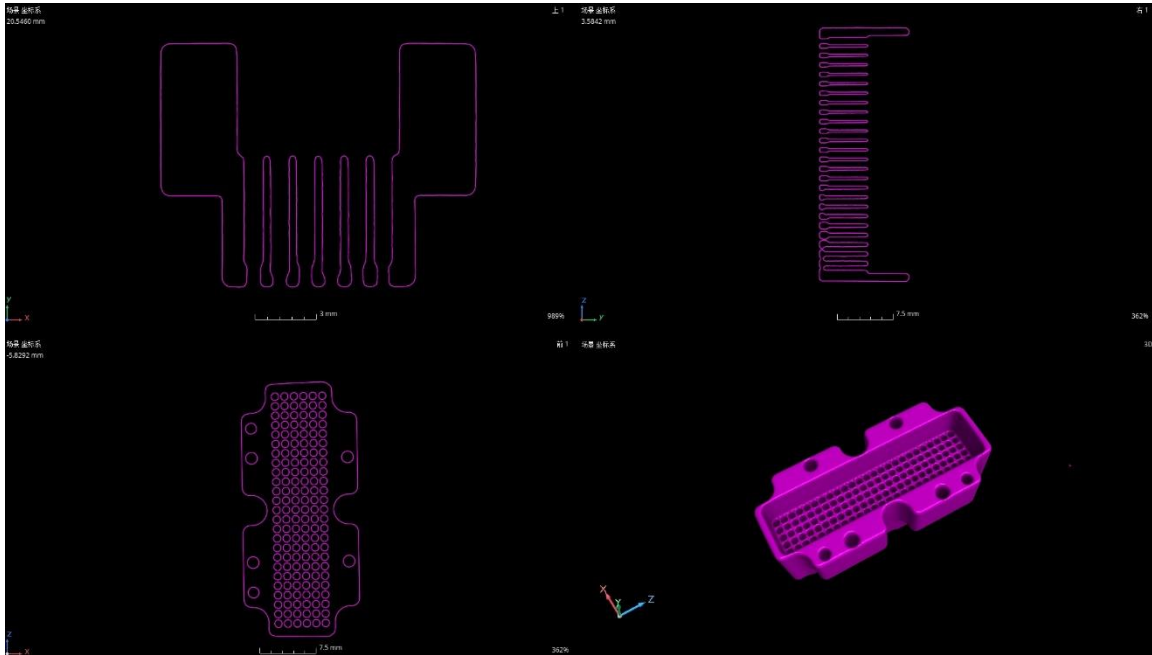 场景 坐标系
20.5460 mm
上 1
y
x
3 mm
989%
场景 坐标系
3.5842 mm
右 1
z
y
7.5 mm
362%
场景 坐标系
-5.8292 mm
前 1
z
x
7.5 mm
362%
场景 坐标系
3D
X
Y
Z